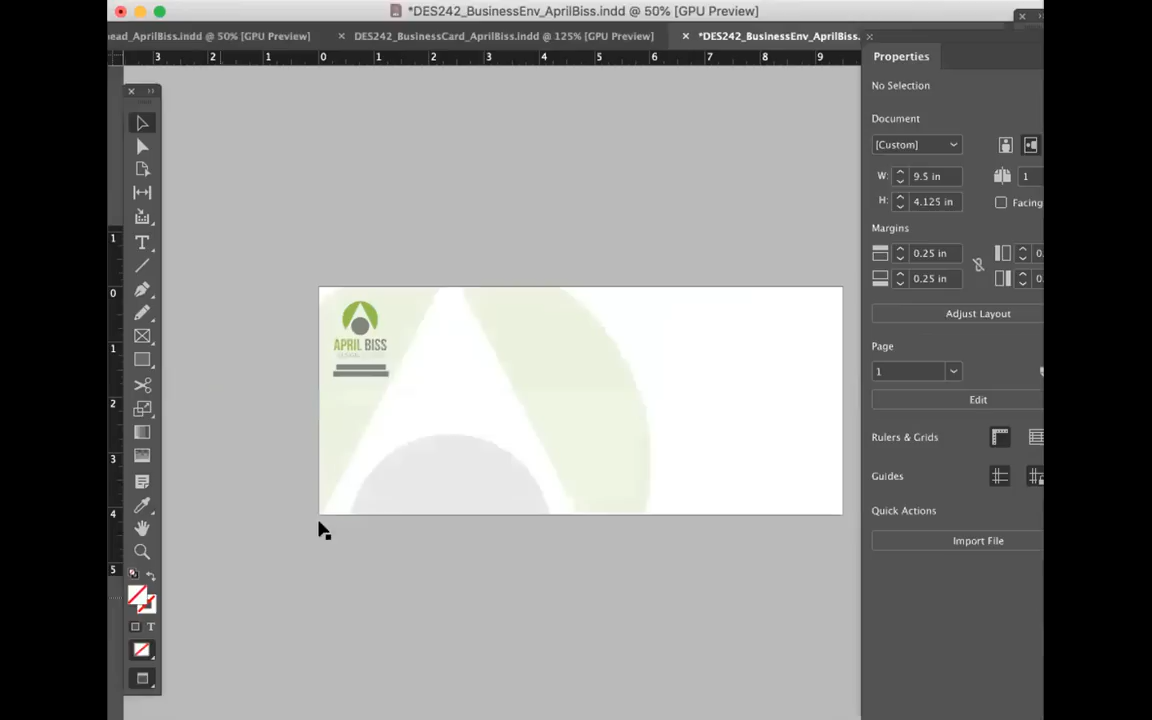 *DES242_BusinessEnv_AprilBiss.indd @ 50% [GPU Preview]
ead_AprilBiss.indd @ 50% [GPU Preview]
DES242_BusinessCard_AprilBiss.indd @ 125% [GPU Preview]
*DES242_BusinessEnv_AprilBiss.
3 2 1 0 1 2 3 4 5 6 7 8 9
Properties
No Selection
Document
[Custom]
W: 9.5 in
1
H: 4.125 in
Facing
Margins
0.25 in
0.
0.25 in
0.
Adjust Layout
Page
1
Edit
Rulers & Grids
Guides
Quick Actions
Import File
1
0
1
2
3
4
5
APRIL BISS
T